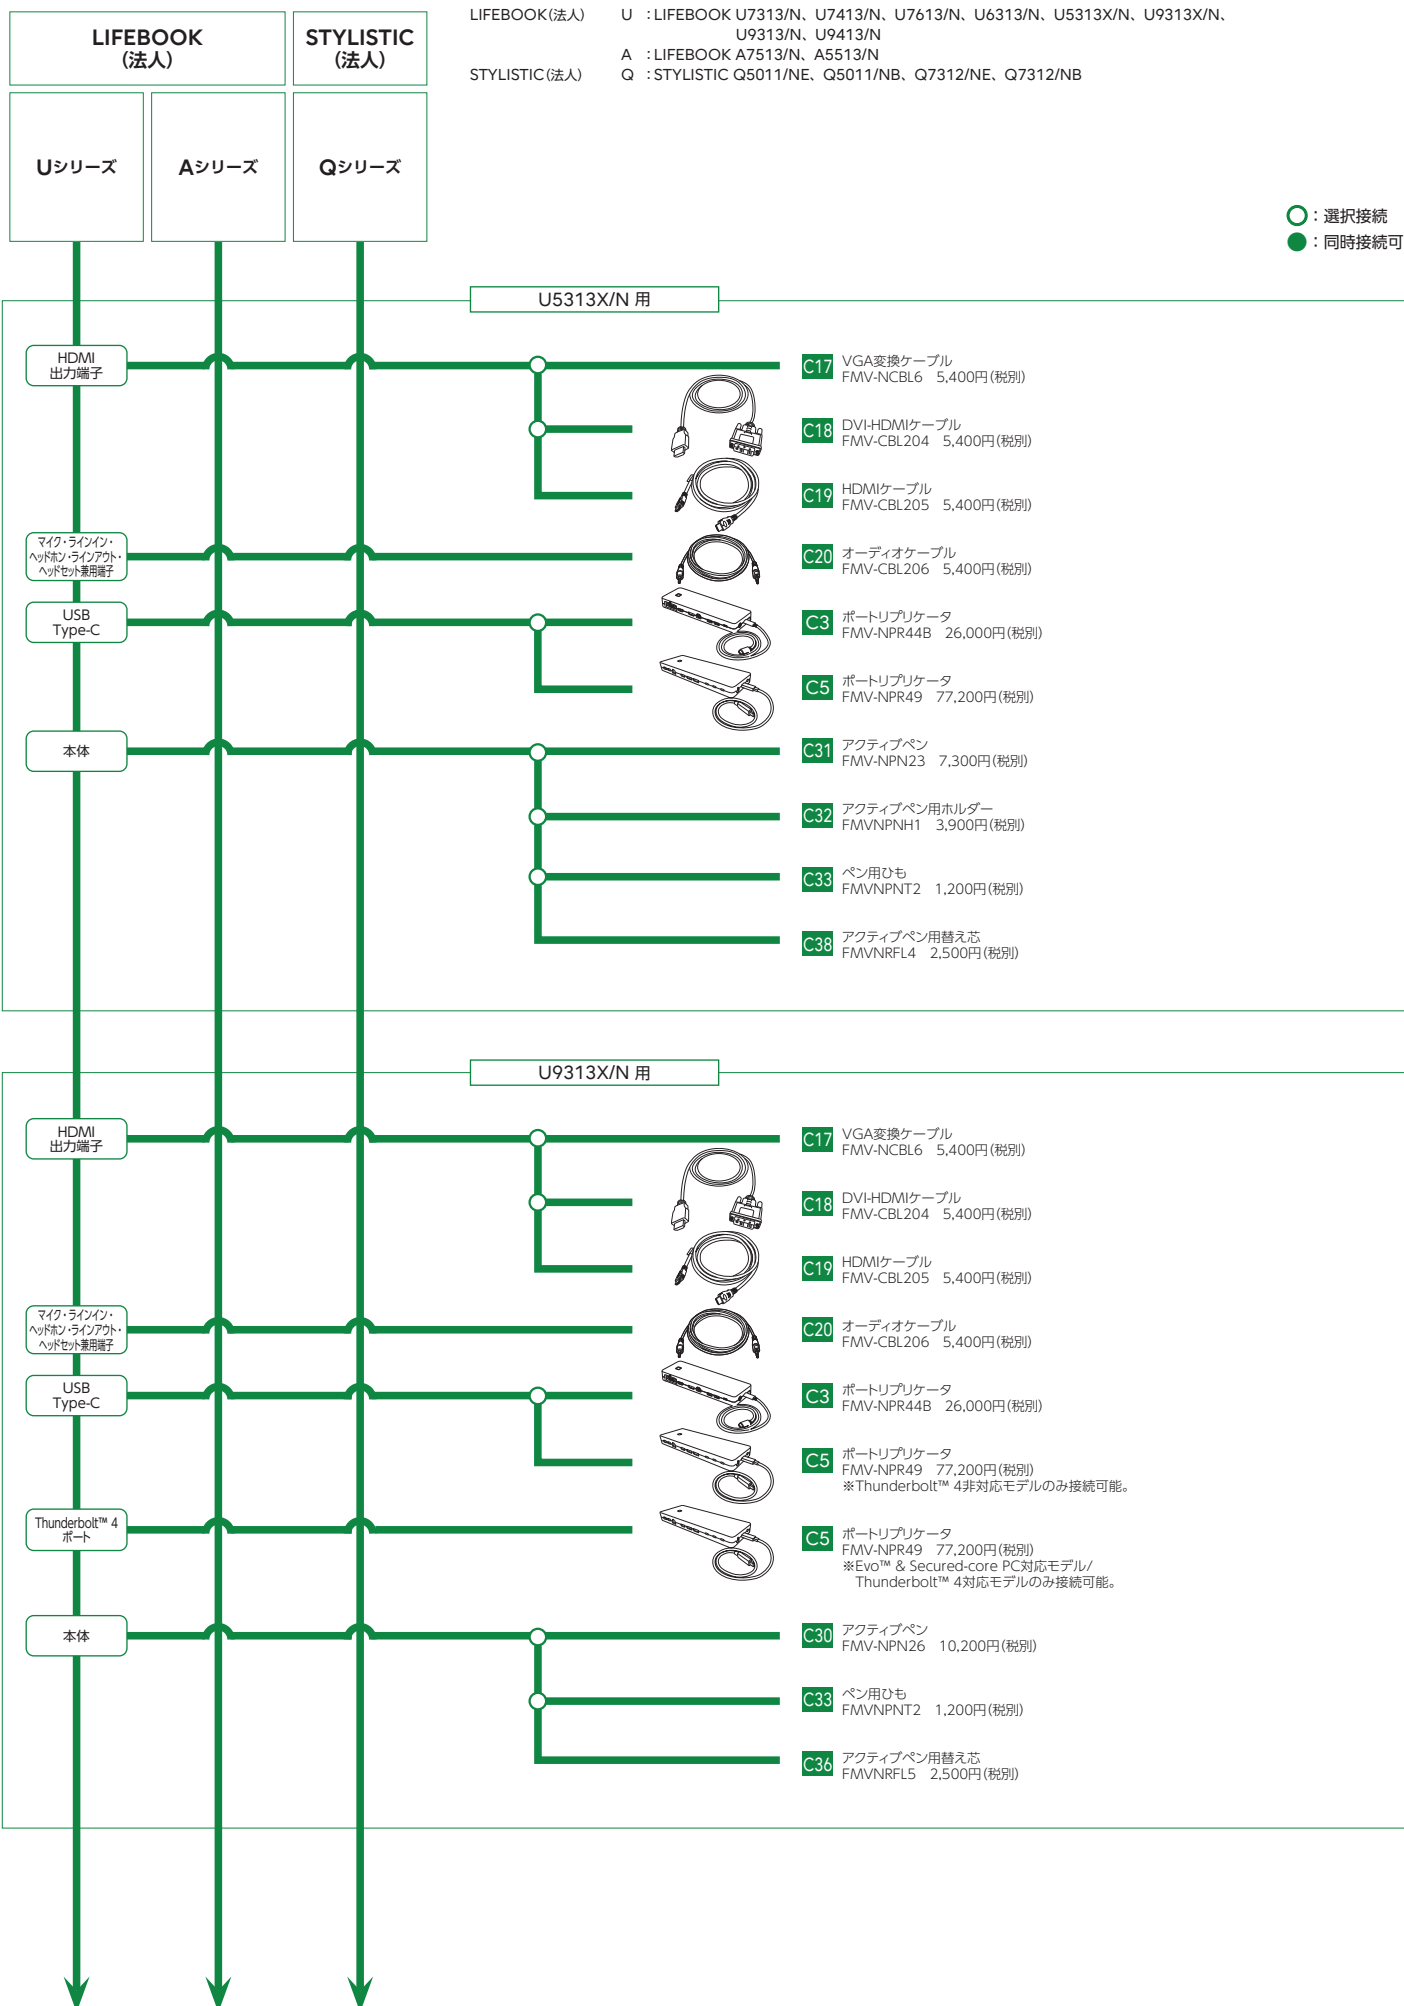 LIFEBOOK
(法人)
STYLISTIC
(法人)
LIFEBOOK(法人) U :LIFEBOOK U7313/N、U7413/N、U7613/N、U6313/N、U5313X/N、U9313X/N、
U9313/N、U9413/N
A :LIFEBOOK A7513/N、A5513/N
STYLISTIC(法人) Q :STYLISTIC Q5011/NE、Q5011/NB、Q7312/NE、Q7312/NB
Uシリーズ
Aシリーズ
Qシリーズ
:選択接続
:同時接続可
U5313X/N 用
HDMI
出力端子
C17 VGA変換ケーブル
FMV-NCBL6 5,400円(税別)
C18 DVI-HDMIケーブル
FMV-CBL204 5,400円(税別)
C19 HDMIケーブル
FMV-CBL205 5,400円(税別)
マイク・ラインイン・
ヘッドホン・ラインアウト・
ヘッドセット兼用端子
C20 オーディオケーブル
FMV-CBL206 5,400円(税別)
USB
Type-C
C3 ポートリプリケータ
FMV-NPR44B 26,000円(税別)
C5 ポートリプリケータ
FMV-NPR49 77,200円(税別)
本体
C31 アクティブペン
FMV-NPN23 7,300円(税別)
C32 アクティブペン用ホルダー
FMVNPNH1 3,900円(税別)
C33 ペン用ひも
FMVNPNT2 1,200円(税別)
C38 アクティブペン用替え芯
FMVNRFL4 2,500円(税別)
U9313X/N 用
HDMI
出力端子
C17 VGA変換ケーブル
FMV-NCBL6 5,400円(税別)
C18 DVI-HDMIケーブル
FMV-CBL204 5,400円(税別)
C19 HDMIケーブル
FMV-CBL205 5,400円(税別)
マイク・ラインイン・
ヘッドホン・ラインアウト・
ヘッドセット兼用端子
C20 オーディオケーブル
FMV-CBL206 5,400円(税別)
USB
Type-C
C3 ポートリプリケータ
FMV-NPR44B 26,000円(税別)
C5 ポートリプリケータ
FMV-NPR49 77,200円(税別)
※Thunderbolt™ 4非対応モデルのみ接続可能。
Thunderbolt™ 4
ポート
C5 ポートリプリケータ
FMV-NPR49 77,200円(税別)
※Evo™ & Secured-core PC対応モデル/
Thunderbolt™ 4対応モデルのみ接続可能。
本体
C30 アクティブペン
FMV-NPN26 10,200円(税別)
C33 ペン用ひも
FMVNPNT2 1,200円(税別)
C36 アクティブペン用替え芯
FMVNRFL5 2,500円(税別)